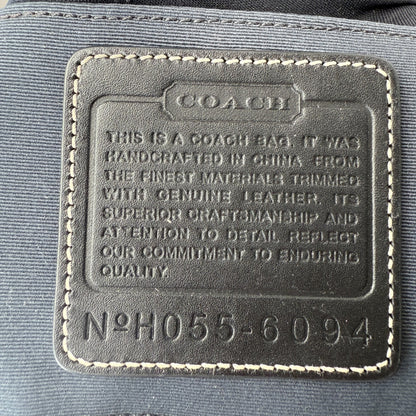 COACH
THIS IS A COACH BAG. IT WAS
HANDCRAFTED IN CHINA FROM
THE FINEST MATERIALS TRIMMED
WITH GENUINE LEATHER. ITS
SUPERIOR CRAFTSMANSHIP AND
ATTENTION TO DETAIL REFLECT
OUR COMMITMENT TO ENDURING
QUALITY.
NºH055-6094